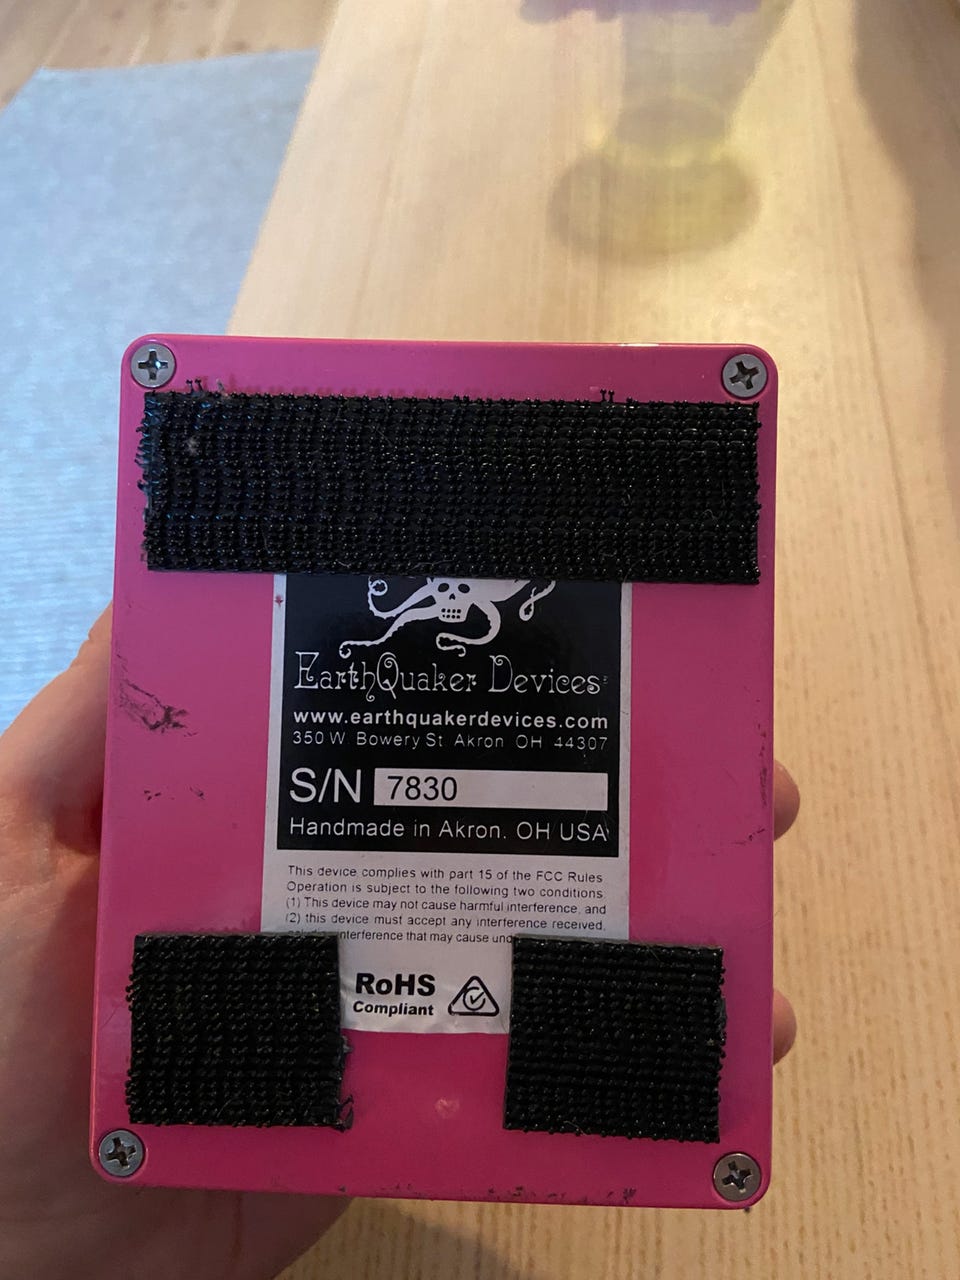 EarthQuaker Devices
www.earthquakerdevices.com
350 W. Bowery St Akron OH 44307
S/N 7830
Handmade in Akron, OH USA
This device complies with part 15 of the FCC Rules
Operation is subject to the following two conditions
(1) This device may not cause harmful interference, and
(2) this device must accept any interference received,
interference that may cause
RoHS
Compliant